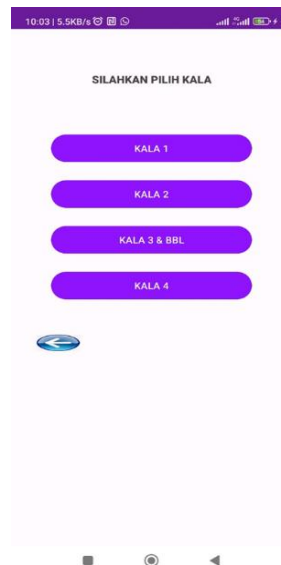 10:03 | 5.5KB/s
SILAHKAN PILIH KALA
KALA 1
KALA 2
KALA 3 & BBL
KALA 4